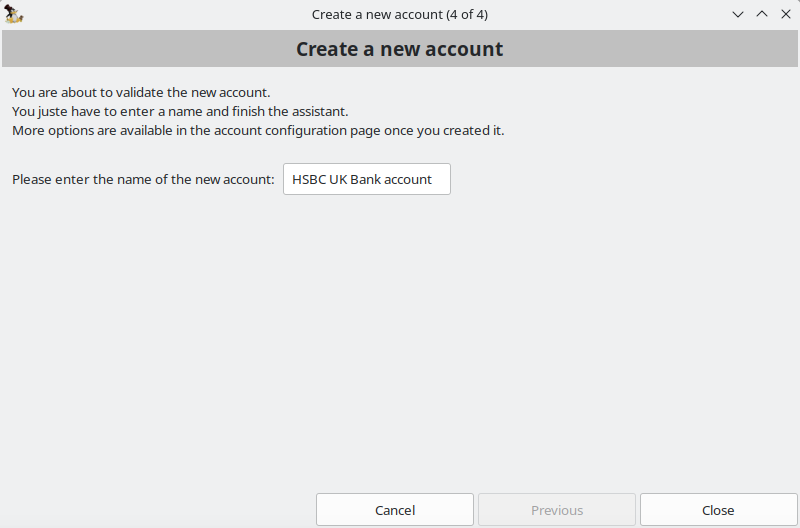 Create a new account (4 of 4)
Create a new account
You are about to validate the new account.
You juste have to enter a name and finish the assistant.
More options are available in the account configuration page once you created it.
Please enter the name of the new account: HSBC UK Bank account
Cancel Previous Close